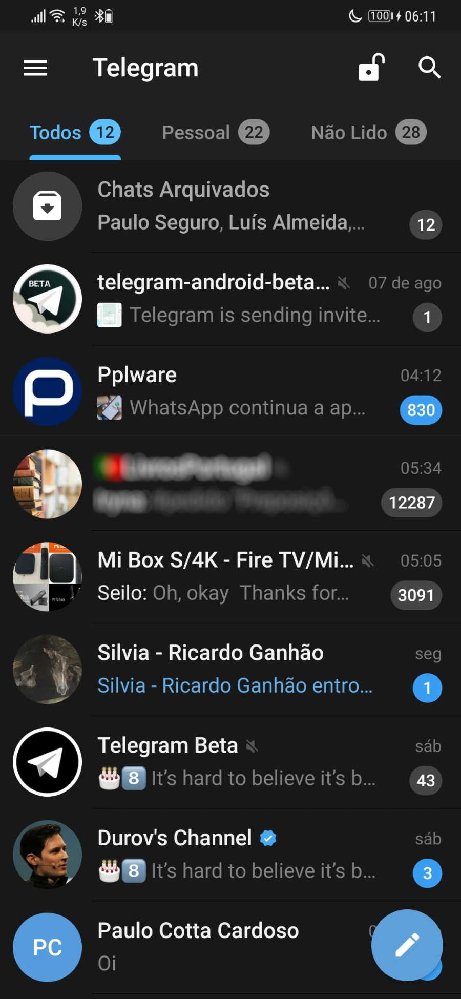 1,9
K/s
100
06:11
Telegram
Todos 12
Pessoal 22
Não Lido 28
Chats Arquivados
Paulo Seguro, Luís Almeida,...
12
BETA
telegram-android-beta...
07 de ago
Telegram is sending invite...
1
Pplware
04:12
WhatsApp continua a ap...
830
05:34
12287
Mi Box S/4K - Fire TV/Mi...
05:05
Seilo: Oh, okay Thanks for...
3091
Silvia - Ricardo Ganhão
seg
Silvia - Ricardo Ganhão entro...
1
Telegram Beta
sáb
8 It’s hard to believe it’s b...
43
Durov's Channel
sáb
8 It’s hard to believe it’s b...
3
PC
Paulo Cotta Cardoso
Oi